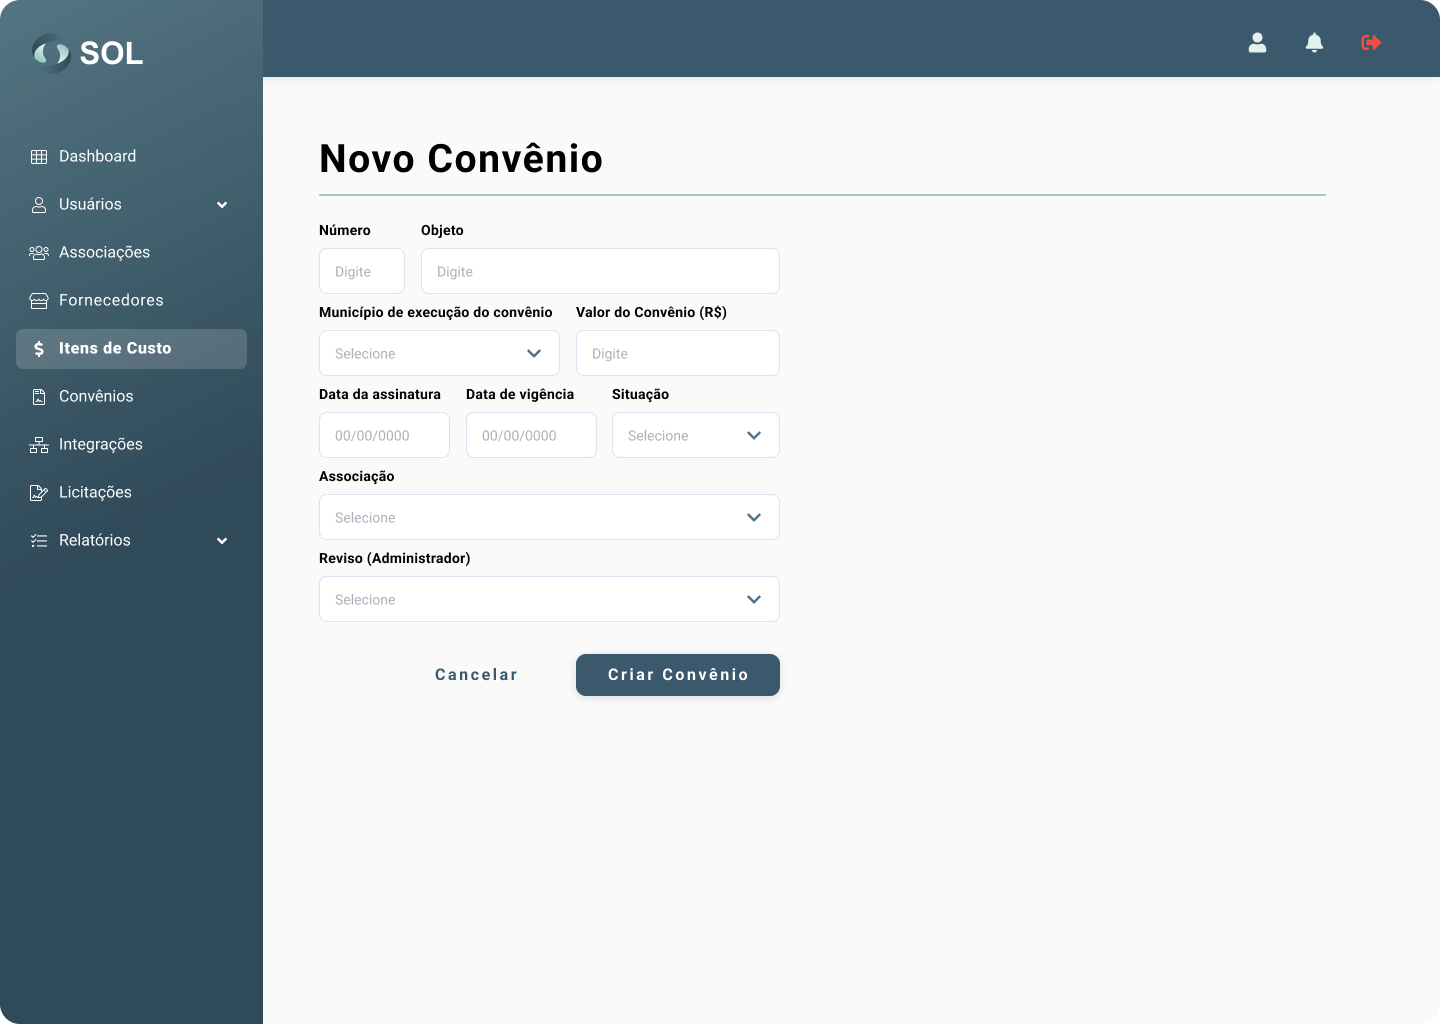 SOL
Dashboard
Usuários
Associações
Fornecedores
Itens de Custo
Convênios
Integrações
Licitações
Relatórios
Novo Convênio
Número Objeto
Digite Digite
Município de execução do convênio Valor do Convênio (R$)
Selecione Digite
Data da assinatura Data de vigência Situação
00/00/0000 00/00/0000 Selecione
Associação
Selecione
Reviso (Administrador)
Selecione
Cancelar Criar Convênio